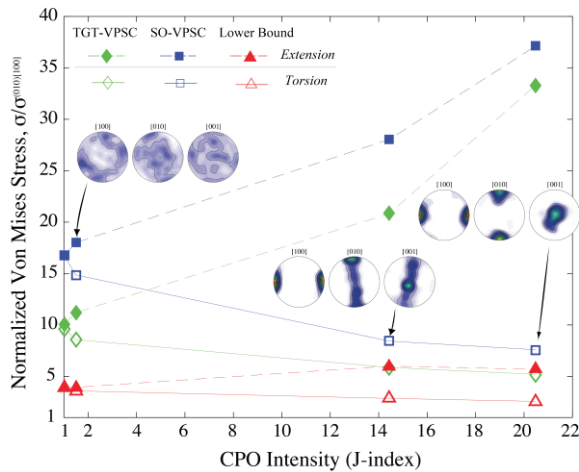 TGT-VPSC SO-VPSC Lower Bound
Extension
Torsion
Normalized Von Mises Stress, σ/σ(010)[100]
40
35
30
25
20
15
10
5
1
[100] [010] [001]
[100] [010] [001]
[100] [010] [001]
1 2 4 6 8 10 12 14 16 18 20 22
CPO Intensity (J-index)